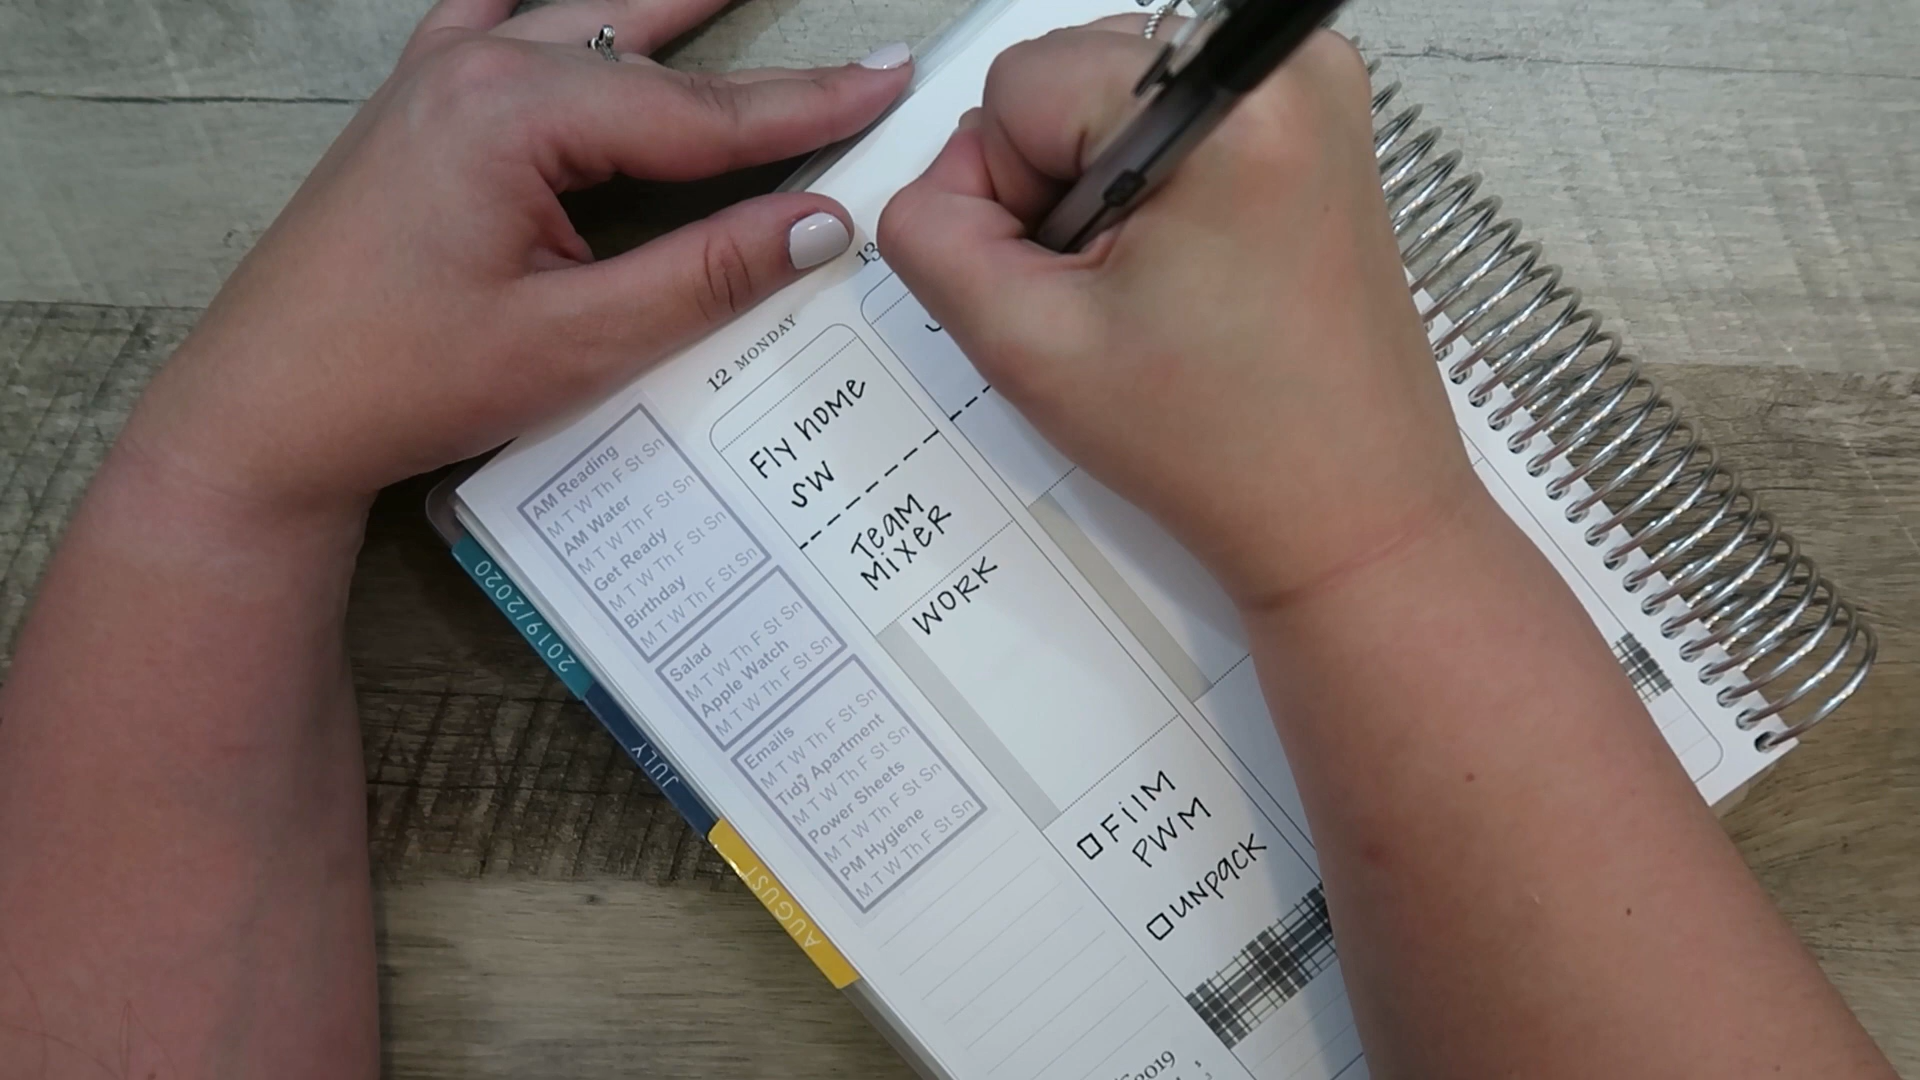 12 MONDAY
13
Fly home
SW
Team
Mixer
WORK
Film
PWM
unpack
AM Reading
M T W Th F St Sn
AM Water
M T W Th F St Sn
Get Ready
M T W Th F St Sn
Birthday
M T W Th F St Sn
Salad
M T W Th F St Sn
Apple Watch
M T W Th F St Sn
Emails
M T W Th F St Sn
Tidy Apartment
M T W Th F St Sn
Power Sheets
M T W Th F St Sn
PM Hygiene
M T W Th F St Sn
2019/2020
JULY
AUGUST
2019